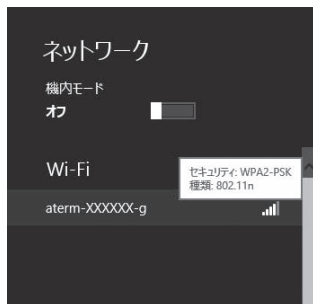 ネットワーク
機内モード
オフ
Wi-Fi
セキュリティ: WPA2-PSK
種類: 802.11n
aterm-XXXXXX-g